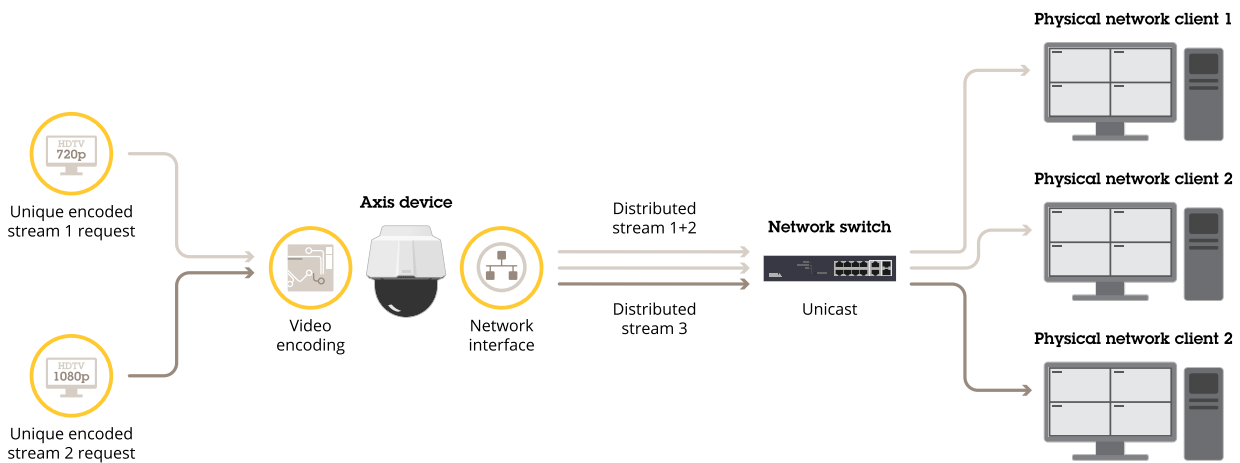 Physical network client 1
HDTV
720p
Unique encoded
stream 1 request
Axis device
Distributed
stream 1+2
Network switch
Physical network client 2
Video
encoding
Network
interface
Distributed
stream 3
Unicast
Physical network client 2
HDTV
1080p
Unique encoded
stream 2 request